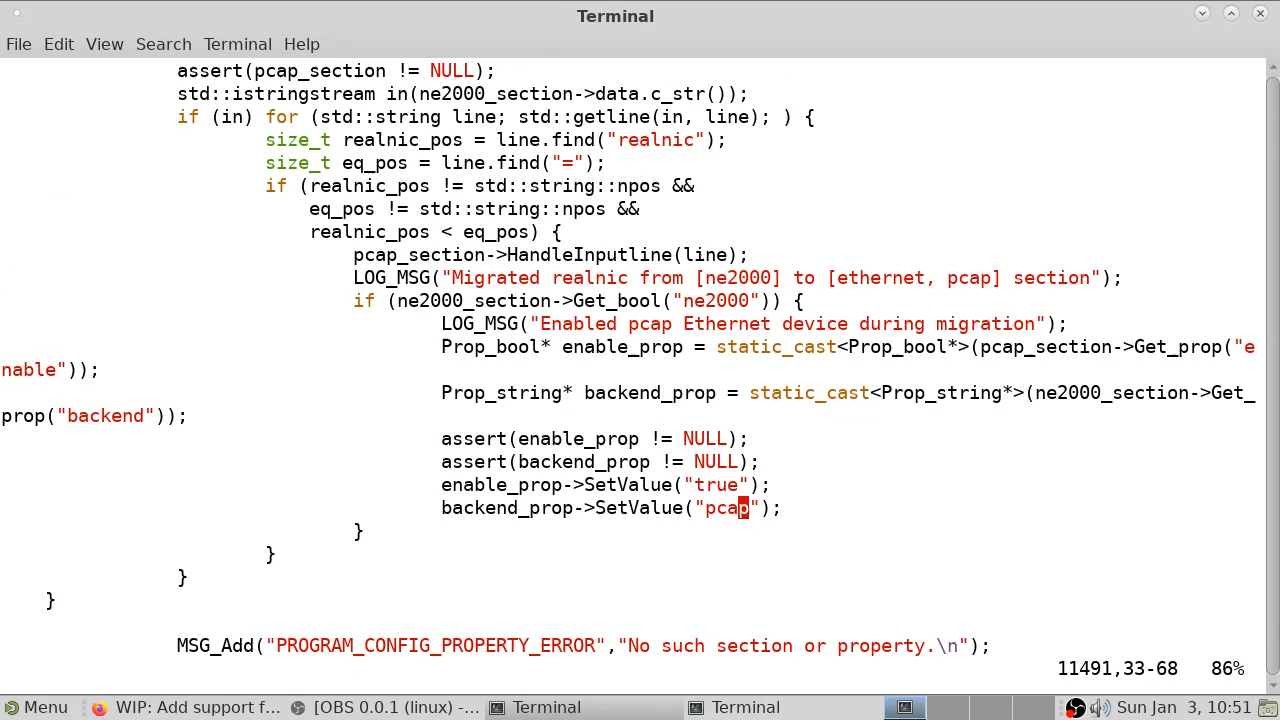 Terminal
File Edit View Search Terminal Help
assert(pcap_section != NULL);
std::istringstream in(ne2000_section->data.c_str());
if (in) for (std::string line; std::getline(in, line); ) {
size_t realnic_pos = line.find("realnic");
size_t eq_pos = line.find("=");
if (realnic_pos != std::string::npos &&
eq_pos != std::string::npos &&
realnic_pos < eq_pos) {
pcap_section->HandleInputline(line);
LOG_MSG("Migrated realnic from [ne2000] to [ethernet, pcap] section");
if (ne2000_section->Get_bool("ne2000")) {
LOG_MSG("Enabled pcap Ethernet device during migration");
Prop_bool* enable_prop = static_cast<Prop_bool*>(pcap_section->Get_prop("e
nable"));
Prop_string* backend_prop = static_cast<Prop_string*>(ne2000_section->Get_
prop("backend"));
assert(enable_prop != NULL);
assert(backend_prop != NULL);
enable_prop->SetValue("true");
backend_prop->SetValue("pcap");
}
}
}
}
MSG_Add("PROGRAM_CONFIG_PROPERTY_ERROR","No such section or property.\n");
11491,33-68 86%
Menu WIP: Add support f... [OBS 0.0.1 (linux) -... Terminal Terminal Sun Jan 3, 10:51